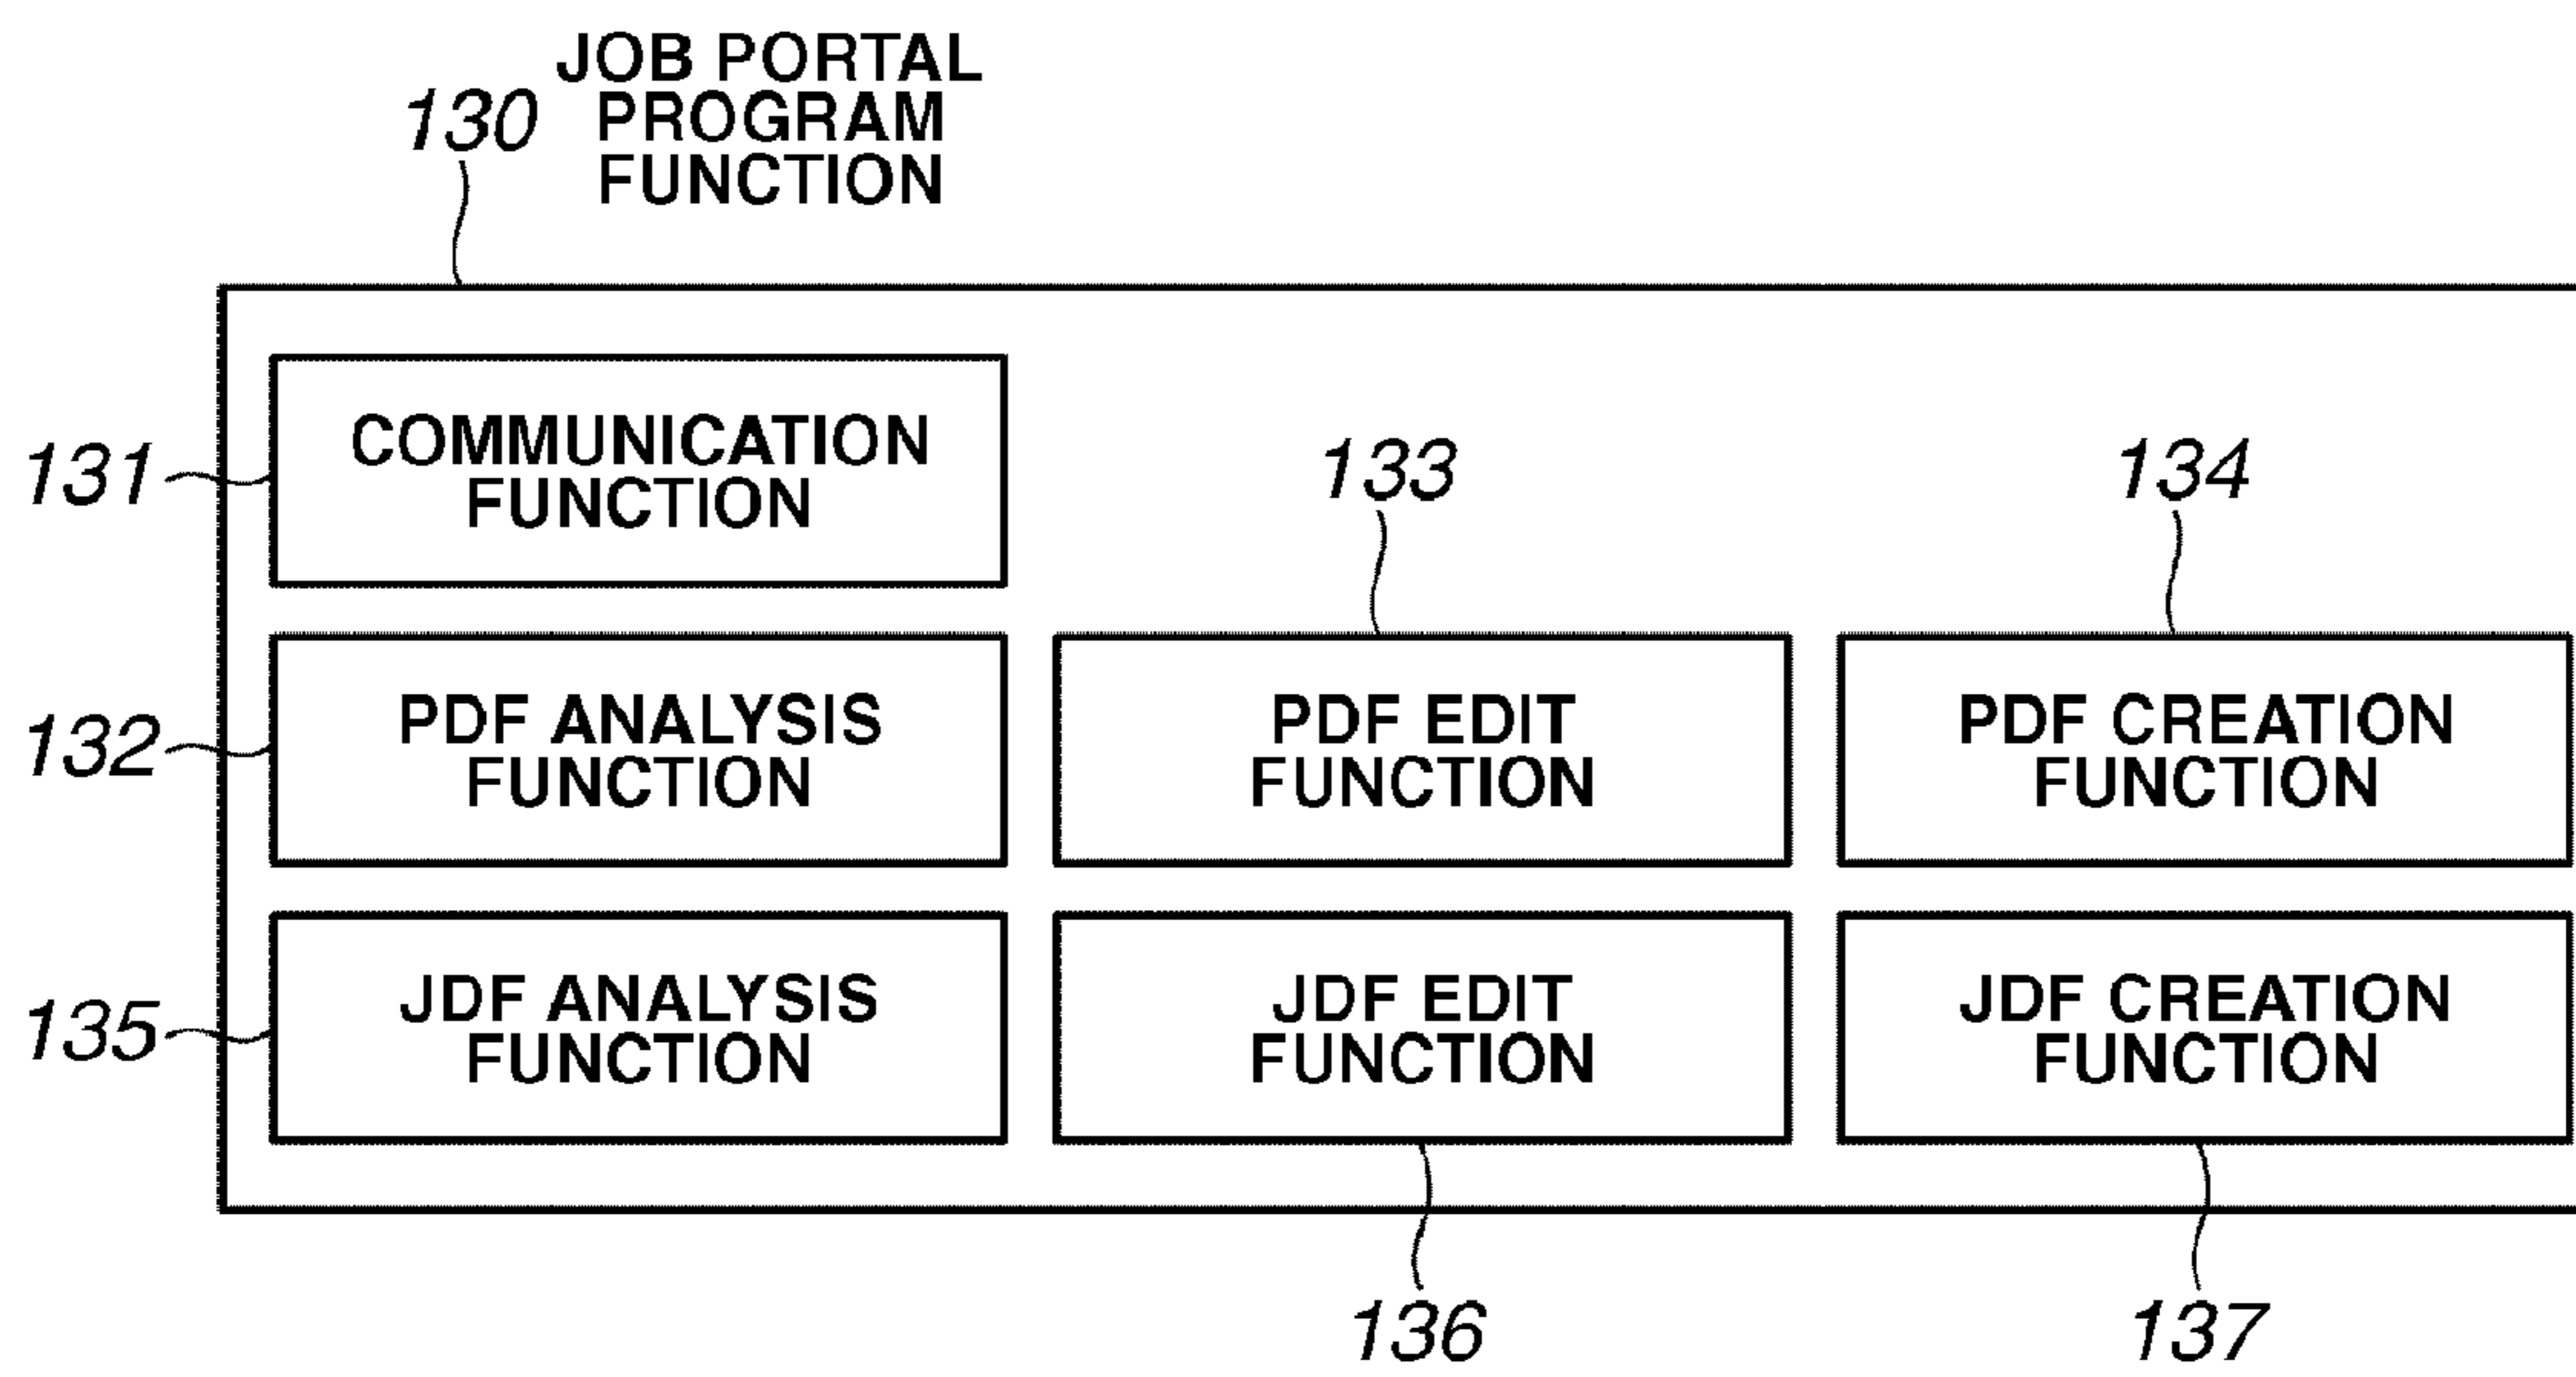 JOB PORTAL
130
PROGRAM
FUNCTION
COMMUNICATION
FUNCTION
131
133
134
PDF ANALYSIS
FUNCTION
132
PDF EDIT
FUNCTION
PDF CREATION
FUNCTION
JDF ANALYSIS
FUNCTION
135
JDF EDIT
FUNCTION
JDF CREATION
FUNCTION
136
137